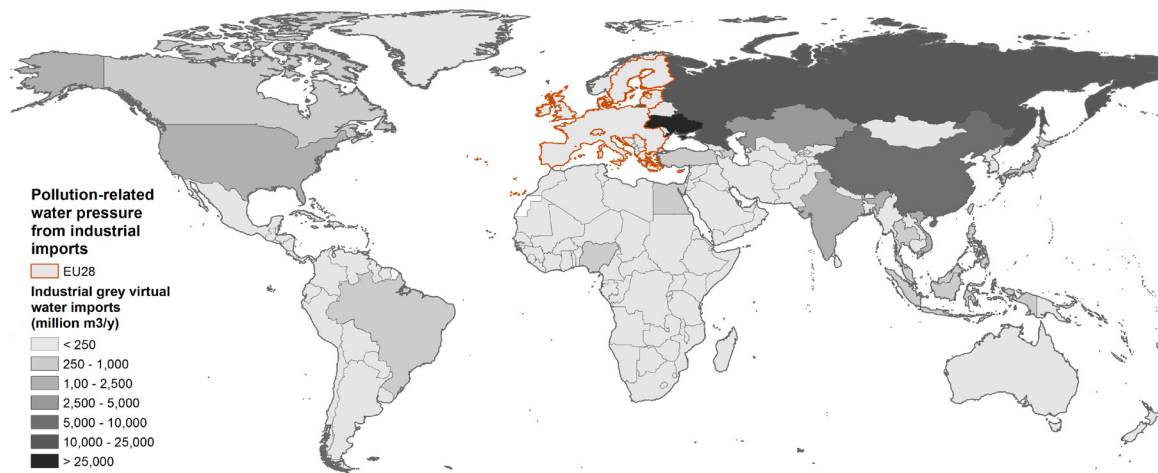 Pollution-related
water pressure
from industrial
imports
EU28
Industrial grey virtual
water imports
(million m3/y)
< 250
250 - 1,000
1,00 - 2,500
2,500 - 5,000
5,000 - 10,000
10,000 - 25,000
> 25,000